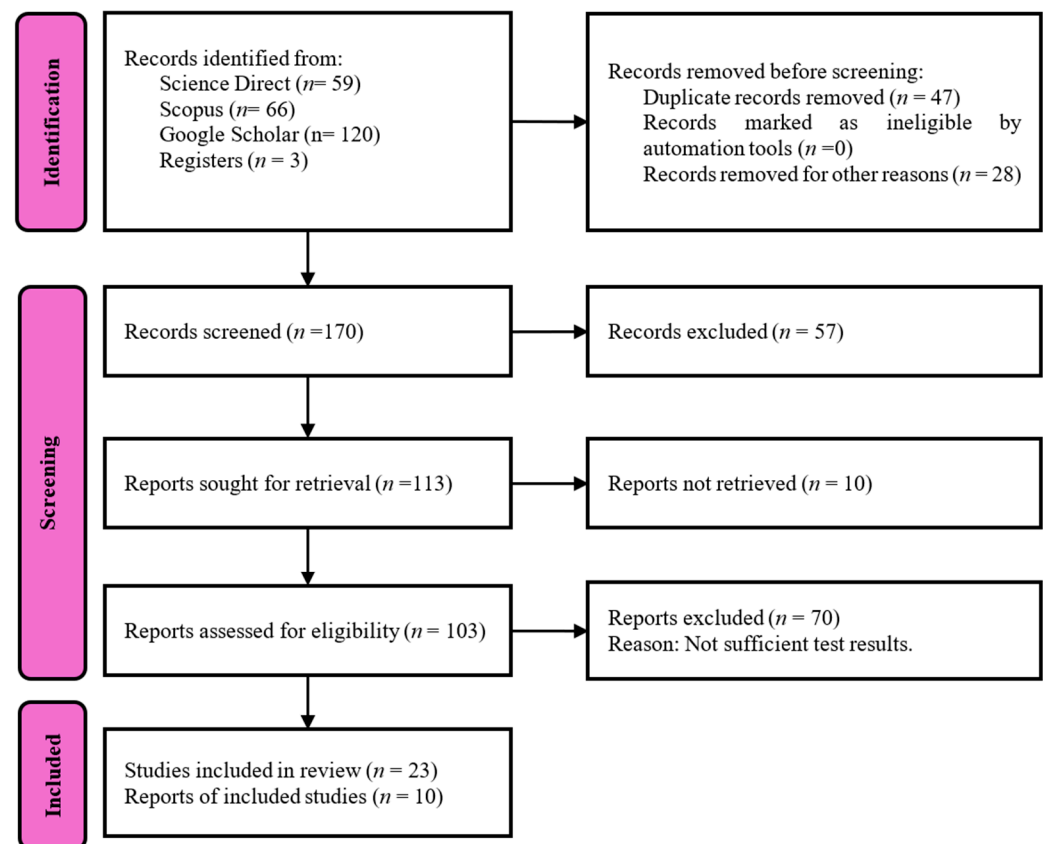 Identification
Records identified from:
Science Direct (n= 59)
Scopus (n= 66)
Google Scholar (n= 120)
Registers (n = 3)
Records removed before screening:
Duplicate records removed (n = 47)
Records marked as ineligible by
automation tools (n =0)
Records removed for other reasons (n = 28)
Screening
Records screened (n =170)
Records excluded (n = 57)
Reports sought for retrieval (n =113)
Reports not retrieved (n = 10)
Reports assessed for eligibility (n = 103)
Reports excluded (n = 70)
Reason: Not sufficient test results.
Included
Studies included in review (n = 23)
Reports of included studies (n = 10)